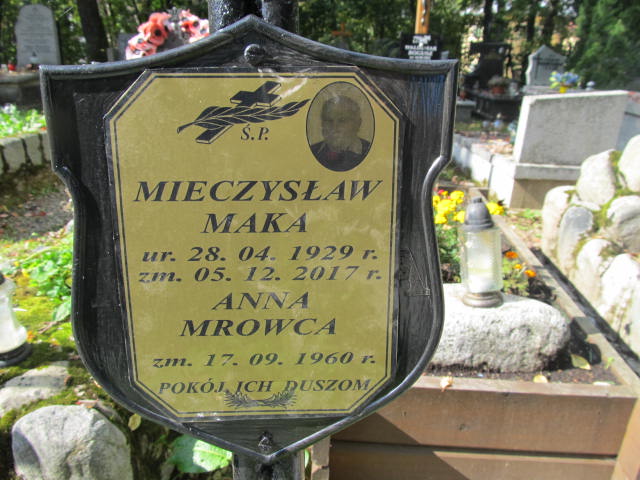 Ś.P.
MIECZYSŁAW
MAKA
ur. 28. 04. 1929 r.
zm. 05. 12. 2017 r.
ANNA
MROWCA
zm. 17. 09. 1960 r.
POKÓJ ICH DUSZOM